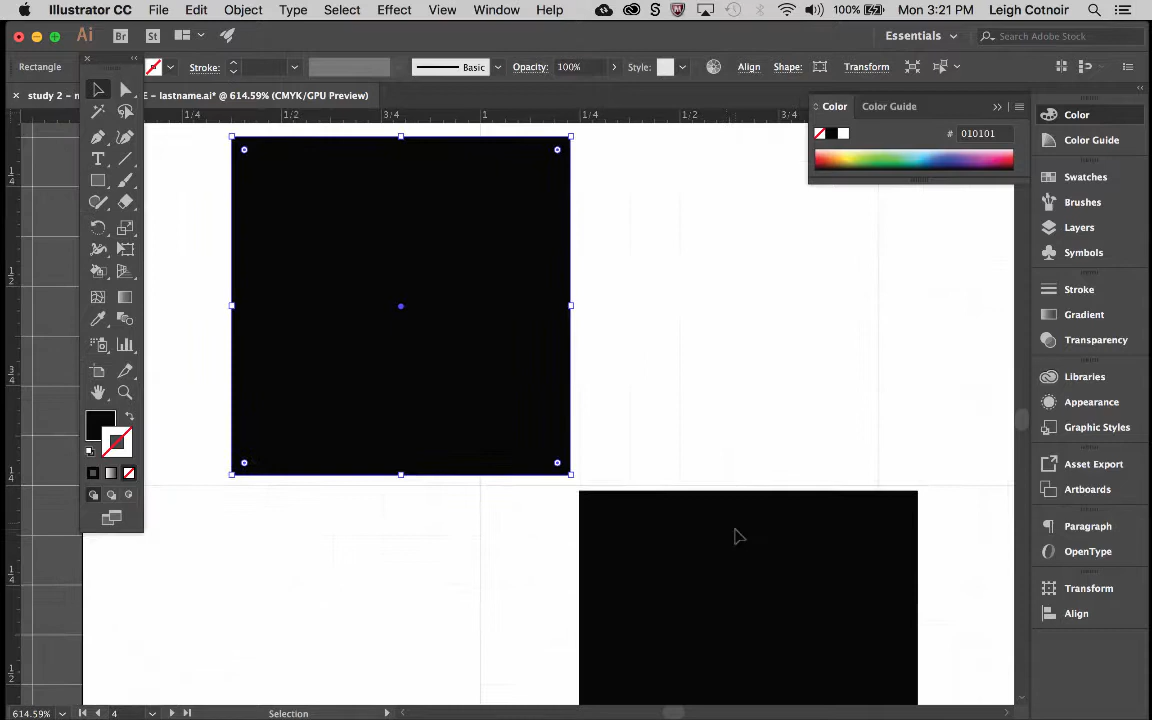 Illustrator CC File Edit Object Type Select Effect View Window Help 100% Mon 3:21 PM Leigh Cotnoir
Ai Br St Essentials Search Adobe Stock
Rectangle Stroke: Basic Opacity: 100% Style: Align Shape: Transform
study 2 – E – lastname.ai* @ 614.59% (CMYK/GPU Preview)
1/4 1/2 3/4 1 1/4 1/2 3/4
Color Color Guide
# 010101
Color
Color Guide
Swatches
Brushes
Layers
Symbols
Stroke
Gradient
Transparency
Libraries
Appearance
Graphic Styles
Asset Export
Artboards
Paragraph
OpenType
Transform
Align
614.59% 4 Selection